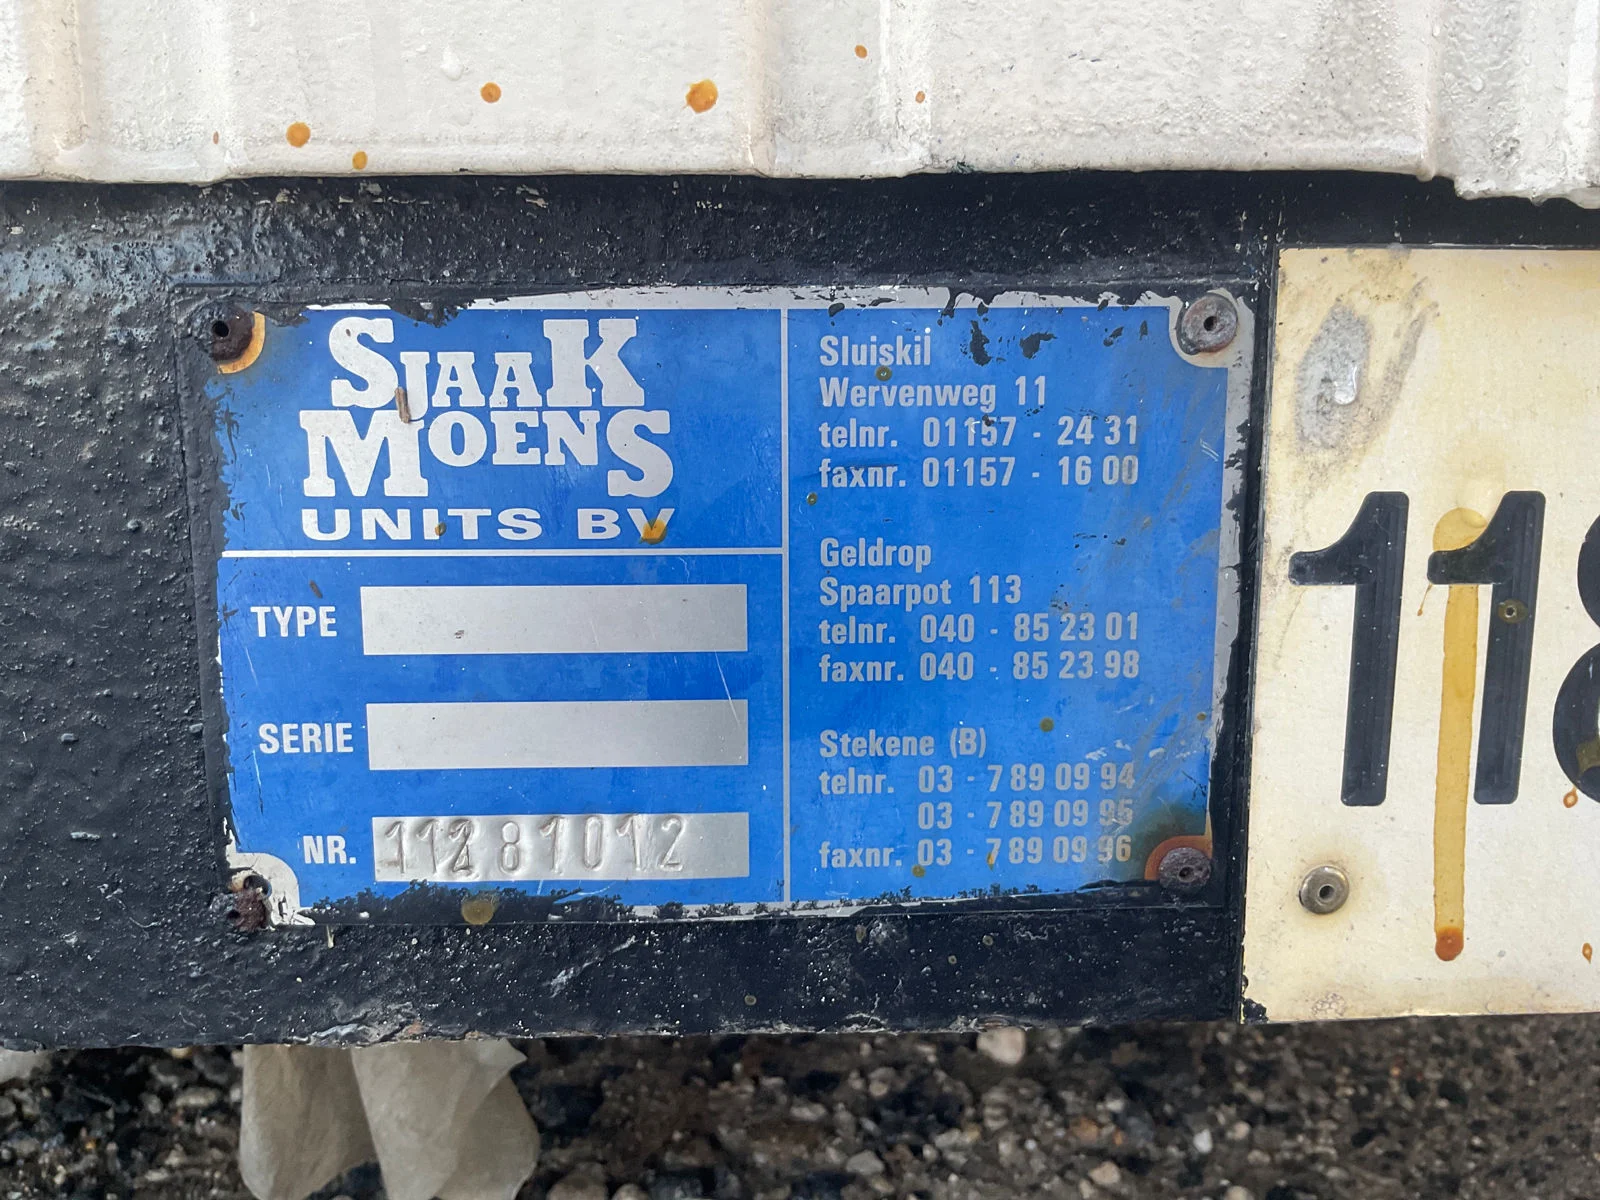 SJAAK
MOENS
UNITS BV
TYPE
SERIE
NR. 11281012
Sluiskil
Wervenweg 11
telnr. 01157 - 24 31
faxnr. 01157 - 16 00
Geldrop
Spaarpot 113
telnr. 040 - 85 23 01
faxnr. 040 - 85 23 98
Stekene (B)
telnr. 03 - 7 89 09 94
03 - 7 89 09 95
faxnr. 03 - 7 89 09 96
118